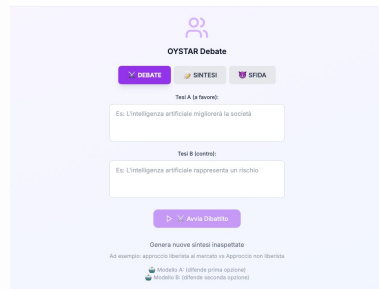 OYSTAR Debate
DEBATE
SINTESI
SFIDA
Tesi A (a favore):
Es: L'intelligenza artificiale migliorerà la società
Tesi B (contro):
Es: L'intelligenza artificiale rappresenta un rischio
Avvia Dibattito
Genera nuove sintesi inaspettate
Ad esempio: approccio liberista al mercato vs Approccio non liberista
Modello A: (difende prima opzione)
Modello B: (difende seconda opzione)